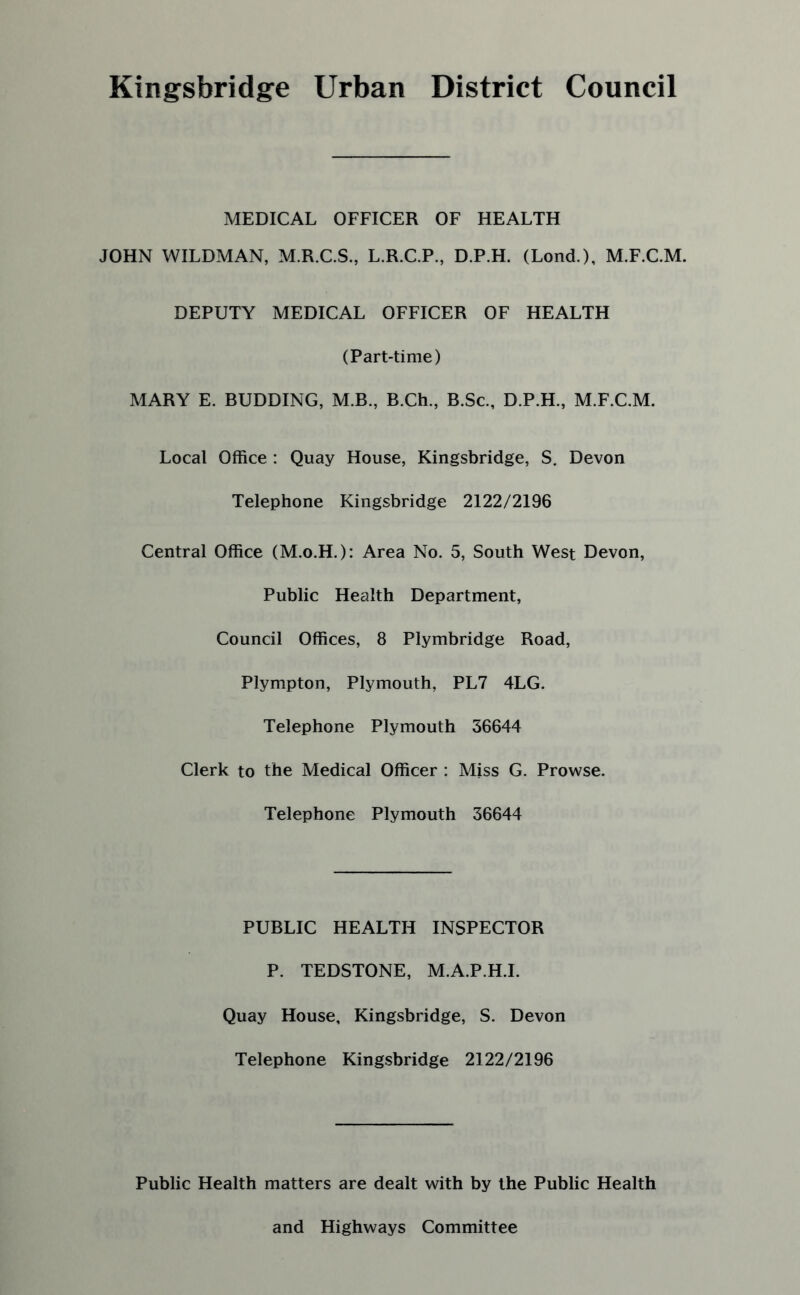 Kingsbridge Urban District Council
MEDICAL OFFICER OF HEALTH
JOHN WILDMAN, M.R.C.S., L.R.C.P., D.P.H. (Lond.), M.F.C.M.
DEPUTY MEDICAL OFFICER OF HEALTH
(Part-time)
MARY E. BUDDING, M.B., B.Ch., B.Sc., D.P.H., M.F.C.M.
Local Office : Quay House, Kingsbridge, S. Devon
Telephone Kingsbridge 2122/2196
Central Office (M.o.H.): Area No. 5, South West Devon,
Public Health Department,
Council Offices, 8 Plymbridge Road,
Plympton, Plymouth, PL7 4LG.
Telephone Plymouth 36644
Clerk to the Medical Officer : Miss G. Prowse.
Telephone Plymouth 36644
PUBLIC HEALTH INSPECTOR
P. TEDSTONE, M.A.P.H.I.
Quay House, Kingsbridge, S. Devon
Telephone Kingsbridge 2122/2196
Public Health matters are dealt with by the Public Health
and Highways Committee